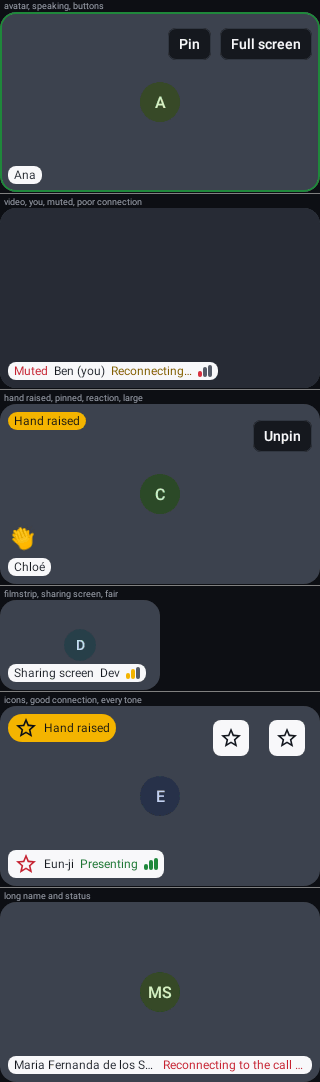 avatar, speaking, buttons
Pin Full screen
A
Ana
video, you, muted, poor connection
Muted Ben (you) Reconnecting…
hand raised, pinned, reaction, large
Hand raised
Unpin
C
Chloé
filmstrip, sharing screen, fair
D
Sharing screen Dev
icons, good connection, every tone
Hand raised
E
Eun-ji Presenting
long name and status
MS
Maria Fernanda de los S… Reconnecting to the call …